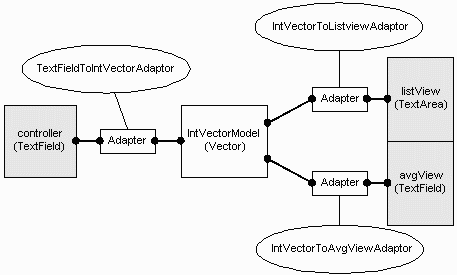 IntVectorToListviewAdaptor
TextFieldToIntVectorAdaptor
controller
(TextField)
Adapter
IntVectorModel
(Vector)
Adapter
listView
(TextArea)
Adapter
avgView
(TextField)
IntVectorToAvgViewAdaptor